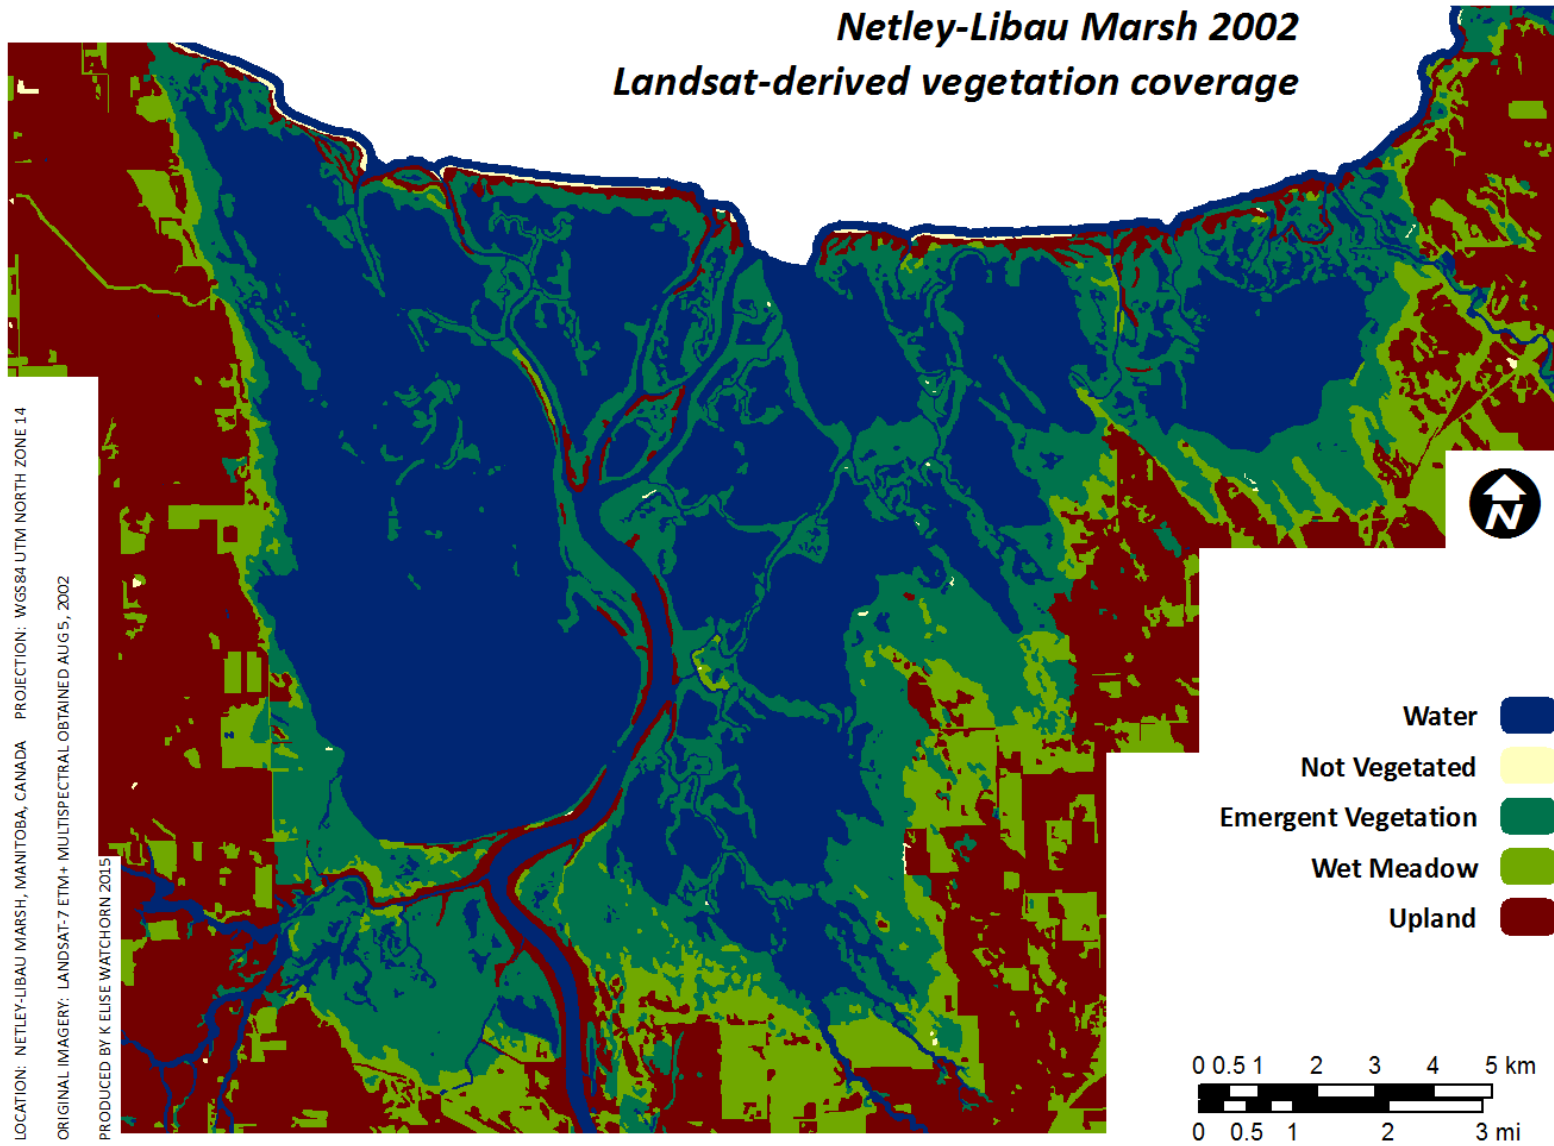 Netley-Libau Marsh 2002
Landsat-derived vegetation coverage
LOCATION: NETLEY-LIBAU MARSH, MANITOBA, CANADA PROJECTION: WGS84 UTM NORTH ZONE 14
ORIGINAL IMAGERY: LANDSAT-7 ETM+ MULTISPECTRAL OBTAINED AUG 5, 2002
PRODUCED BY K ELISE WATCHORN 2015
N
Water
Not Vegetated
Emergent Vegetation
Wet Meadow
Upland
0 0.5 1 2 3 4 5 km
0 0.5 1 2 3 mi